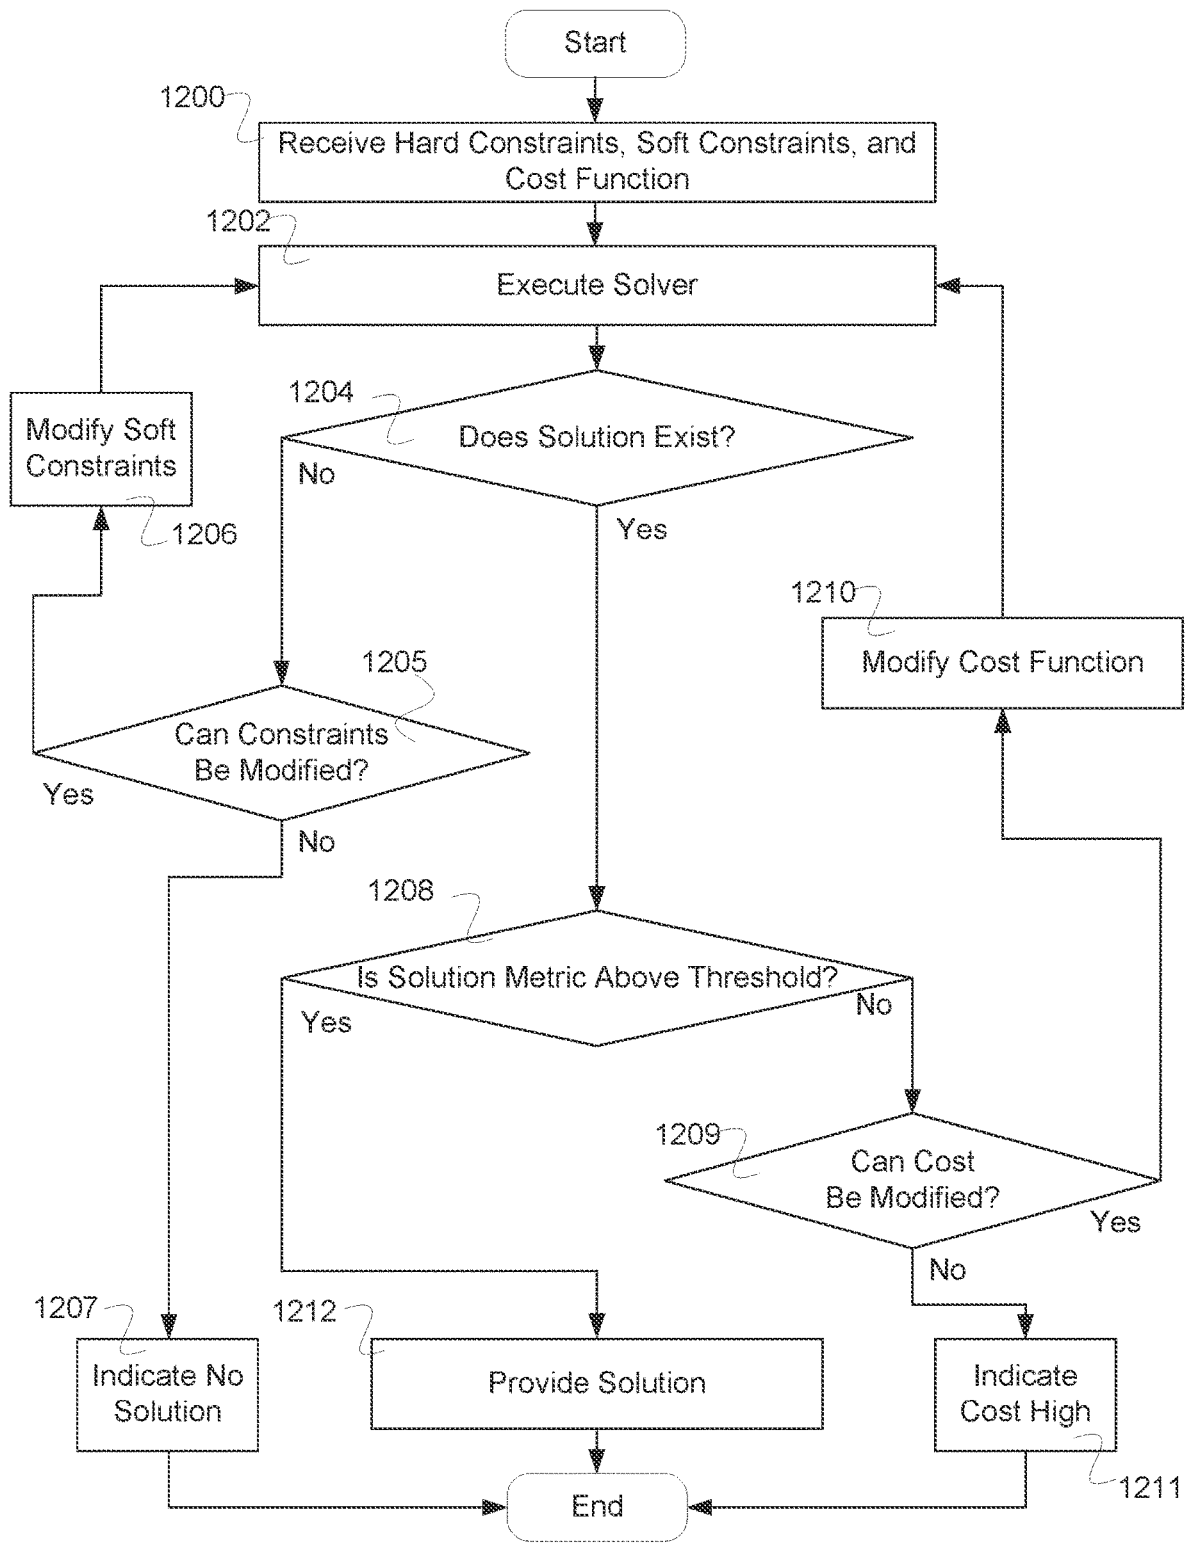 Start
1200
Receive Hard Constraints, Soft Constraints, and
Cost Function
1202
Execute Solver
1204
Does Solution Exist?
No
Yes
Modify Soft
Constraints
1206
1210
Modify Cost Function
1205
Can Constraints
Be Modified?
Yes
No
1208
Is Solution Metric Above Threshold?
Yes
No
1209
Can Cost
Be Modified?
Yes
No
1207
Indicate No
Solution
1212
Provide Solution
Indicate
Cost High
1211
End